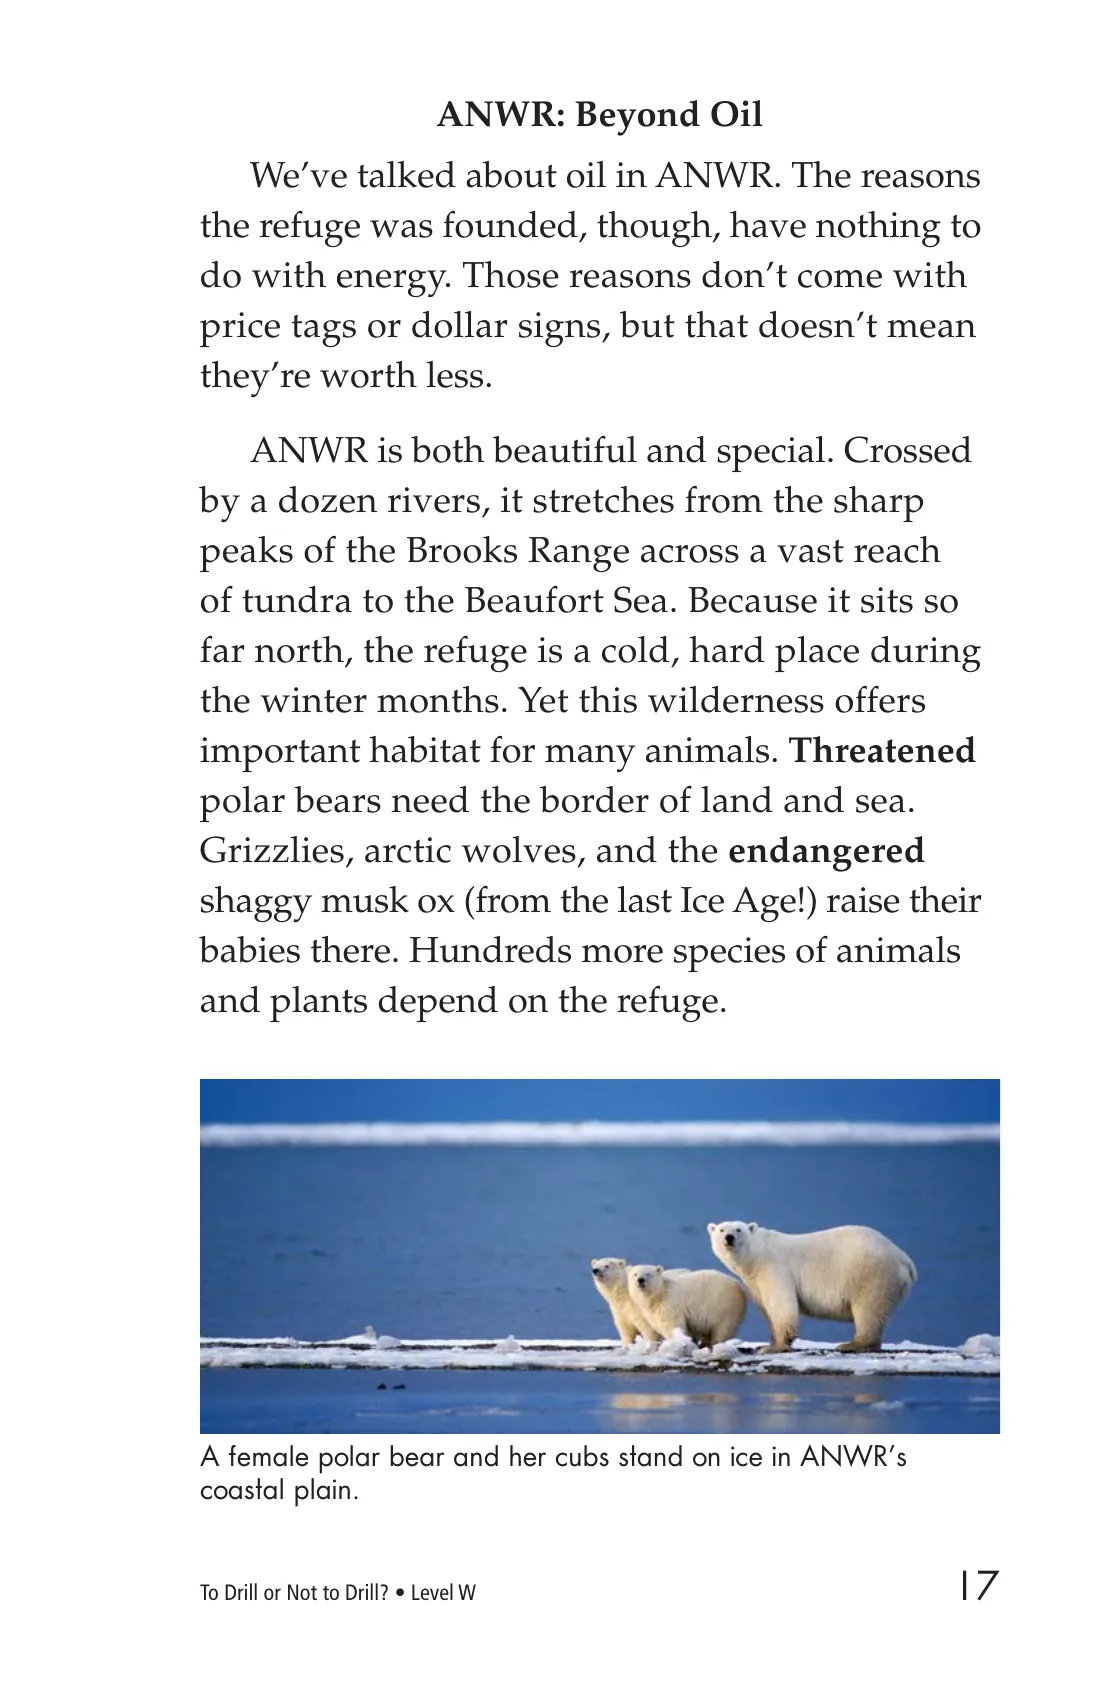 ANWR: Beyond Oil
We’ve talked about oil in ANWR. The reasons
the refuge was founded, though, have nothing to
do with energy. Those reasons don’t come with
price tags or dollar signs, but that doesn’t mean
they’re worth less.
ANWR is both beautiful and special. Crossed
by a dozen rivers, it stretches from the sharp
peaks of the Brooks Range across a vast reach
of tundra to the Beaufort Sea. Because it sits so
far north, the refuge is a cold, hard place during
the winter months. Yet this wilderness offers
important habitat for many animals. Threatened
polar bears need the border of land and sea.
Grizzlies, arctic wolves, and the endangered
shaggy musk ox (from the last Ice Age!) raise their
babies there. Hundreds more species of animals
and plants depend on the refuge.
A female polar bear and her cubs stand on ice in ANWR’s
coastal plain.
To Drill or Not to Drill? • Level W
17